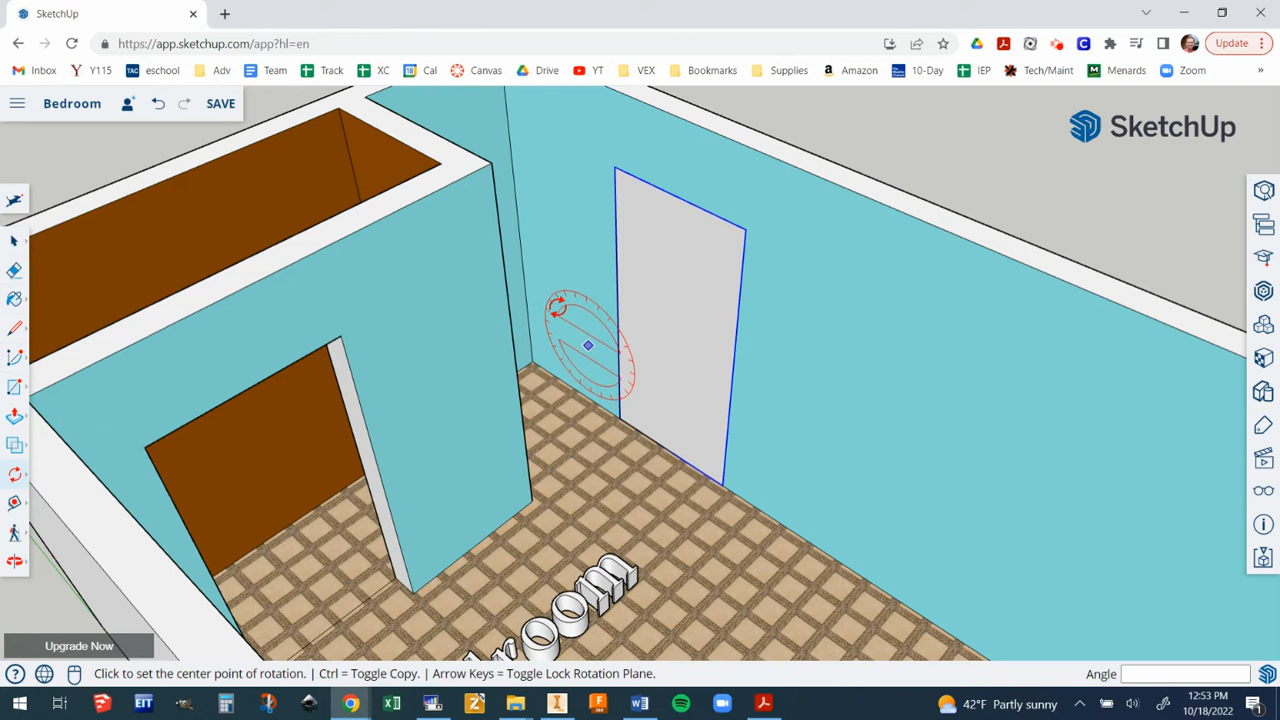 SketchUp
https://app.sketchup.com/app?hl=en
Update
Inbox
Y115
eschool
Adv
Team
Track
XC
Cal
Canvas
Drive
YT
VEX
Bookmarks
Supplies
Amazon
10-Day
IEP
Tech/Maint
Menards
Zoom
Bedroom
SAVE
SketchUp
Upgrade Now
Click to set the center point of rotation. | Ctrl = Toggle Copy. | Arrow Keys = Toggle Lock Rotation Plane.
Angle
EIT
42°F Partly sunny
12:53 PM
10/18/2022